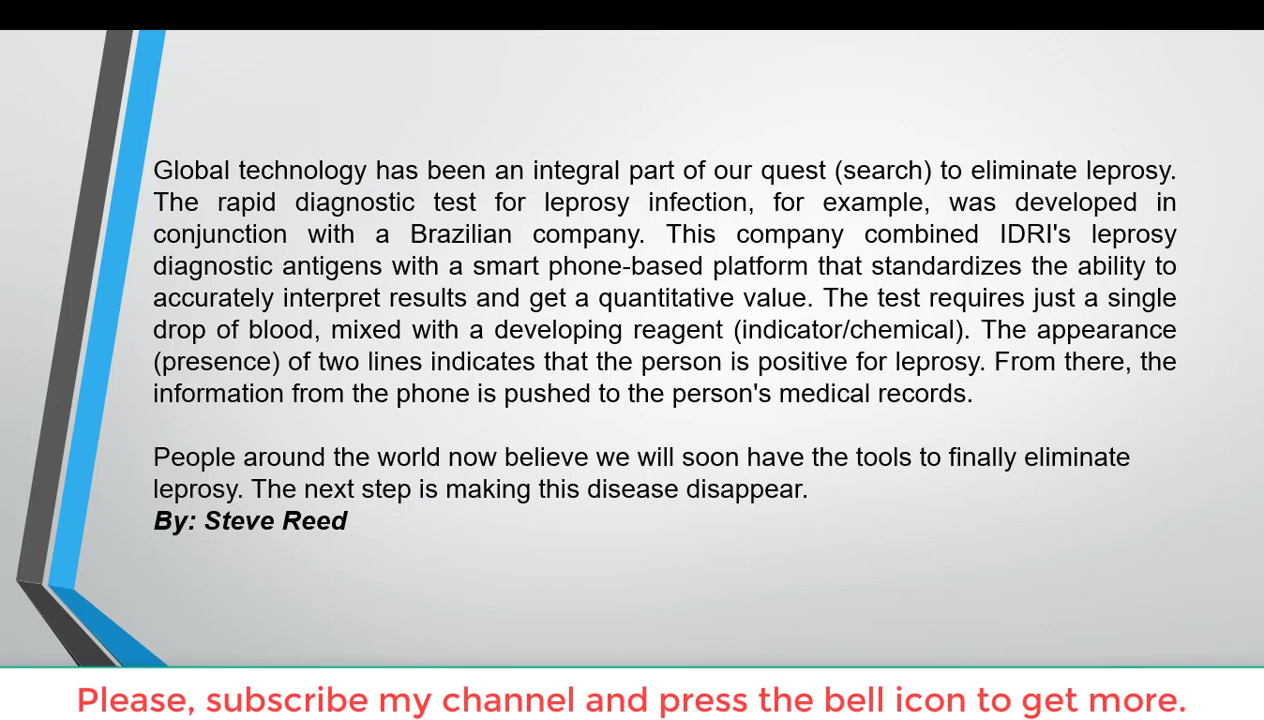 Global technology has been an integral part of our quest (search) to eliminate leprosy.
The rapid diagnostic test for leprosy infection, for example, was developed in
conjunction with a Brazilian company. This company combined IDRI's leprosy
diagnostic antigens with a smart phone-based platform that standardizes the ability to
accurately interpret results and get a quantitative value. The test requires just a single
drop of blood, mixed with a developing reagent (indicator/chemical). The appearance
(presence) of two lines indicates that the person is positive for leprosy. From there, the
information from the phone is pushed to the person's medical records.
People around the world now believe we will soon have the tools to finally eliminate
leprosy. The next step is making this disease disappear.
By: Steve Reed
Please, subscribe my channel and press the bell icon to get more.